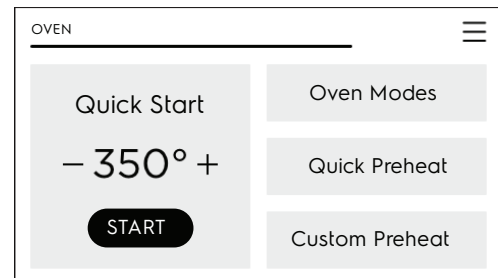 OVEN
Quick Start
– 350° +
START
Oven Modes
Quick Preheat
Custom Preheat